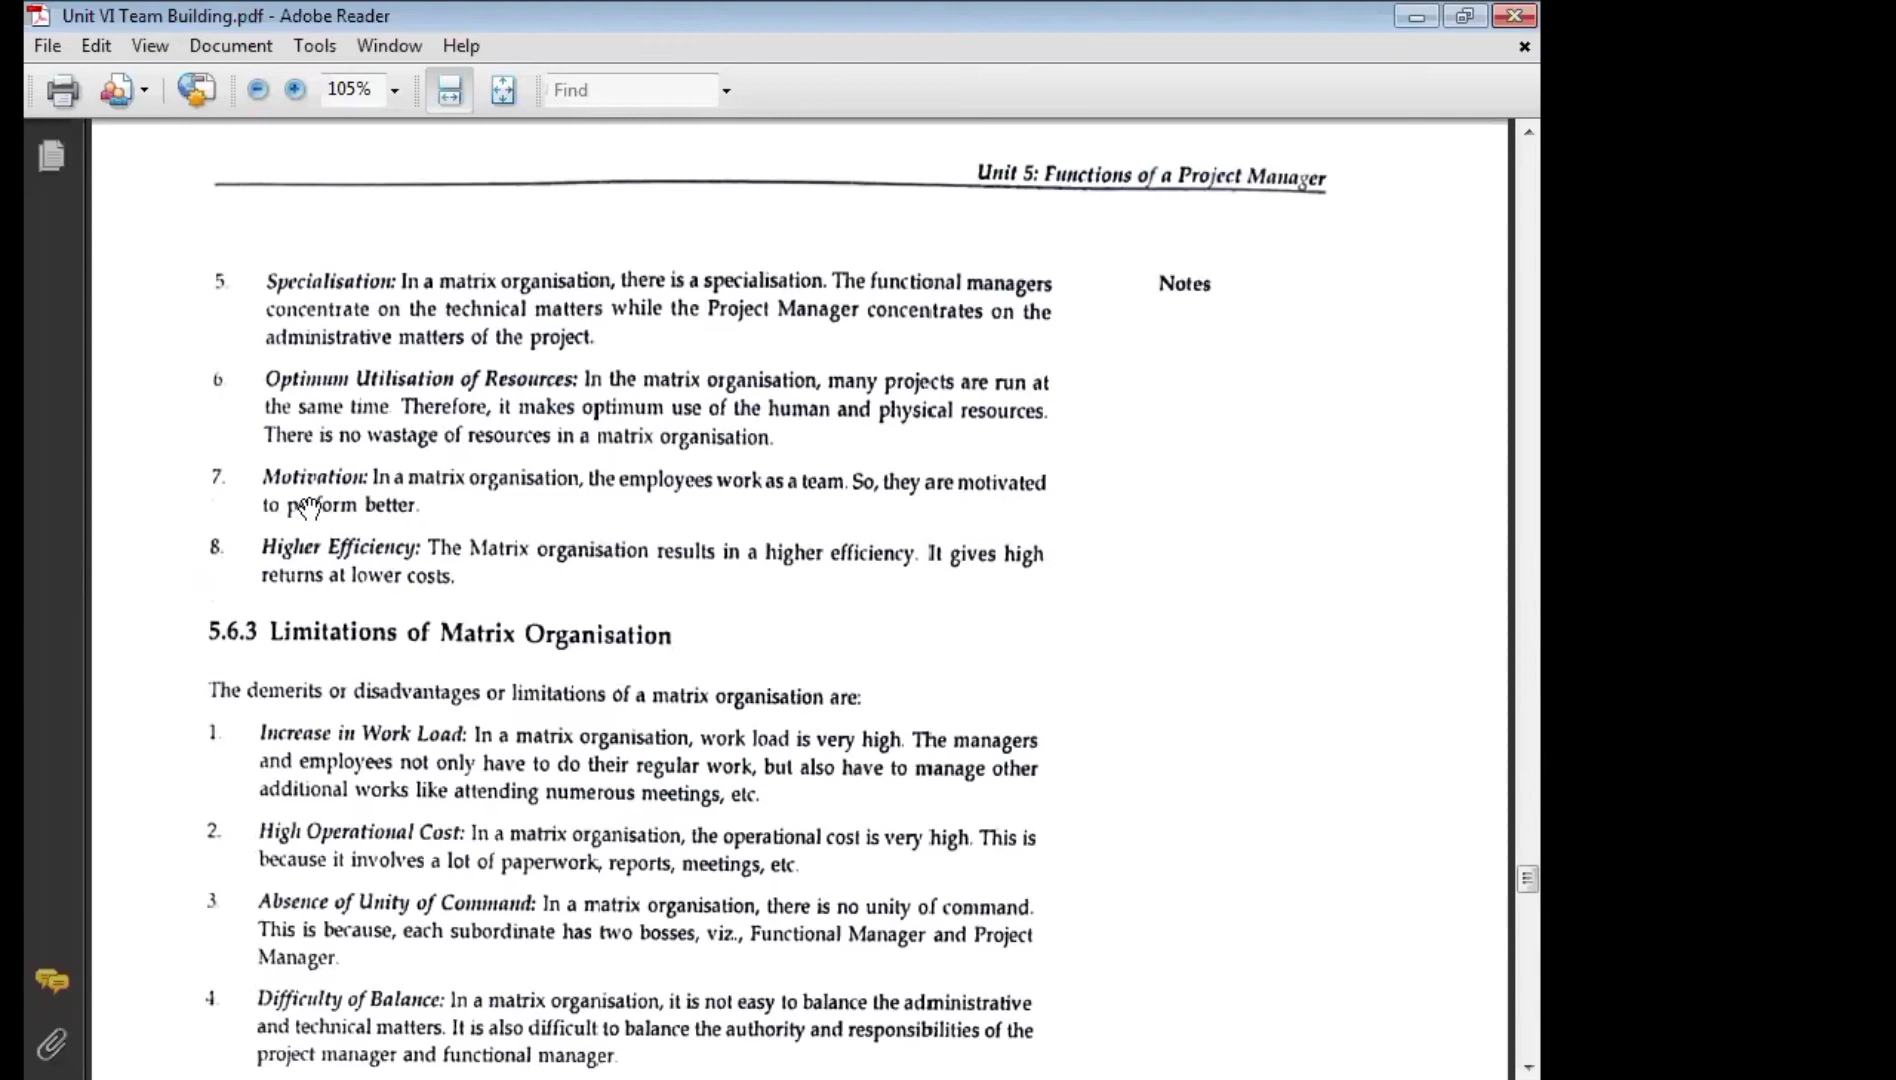 Unit VI Team Building.pdf - Adobe Reader
File Edit View Document Tools Window Help
105% Find
Unit 5: Functions of a Project Manager
Notes
5. Specialisation: In a matrix organisation, there is a specialisation. The functional managers
concentrate on the technical matters while the Project Manager concentrates on the
administrative matters of the project.
6. Optimum Utilisation of Resources: In the matrix organisation, many projects are run at
the same time. Therefore, it makes optimum use of the human and physical resources.
There is no wastage of resources in a matrix organisation.
7. Motivation: In a matrix organisation, the employees work as a team. So, they are motivated
to perform better.
8. Higher Efficiency: The Matrix organisation results in a higher efficiency. It gives high
returns at lower costs.
5.6.3 Limitations of Matrix Organisation
The demerits or disadvantages or limitations of a matrix organisation are:
1. Increase in Work Load: In a matrix organisation, work load is very high. The managers
and employees not only have to do their regular work, but also have to manage other
additional works like attending numerous meetings, etc.
2. High Operational Cost: In a matrix organisation, the operational cost is very high. This is
because it involves a lot of paperwork, reports, meetings, etc.
3. Absence of Unity of Command: In a matrix organisation, there is no unity of command.
This is because, each subordinate has two bosses, viz., Functional Manager and Project
Manager.
4. Difficulty of Balance: In a matrix organisation, it is not easy to balance the administrative
and technical matters. It is also difficult to balance the authority and responsibilities of the
project manager and functional manager.